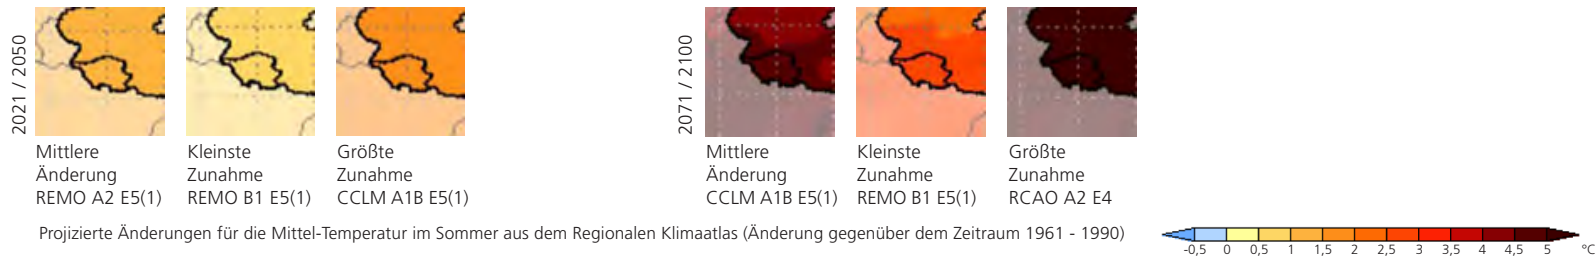 2021 / 2050
Mittlere
Änderung
REMO A2 E5(1)
Kleinste
Zunahme
REMO B1 E5(1)
Größte
Zunahme
CCLM A1B E5(1)
2071 / 2100
Mittlere
Änderung
CCLM A1B E5(1)
Kleinste
Zunahme
REMO B1 E5(1)
Größte
Zunahme
RCAO A2 E4
Projizierte Änderungen für die Mittel-Temperatur im Sommer aus dem Regionalen Klimaatlas (Änderung gegenüber dem Zeitraum 1961 - 1990)
-0,5 0 0,5 1 1,5 2 2,5 3 3,5 4 4,5 5 °C